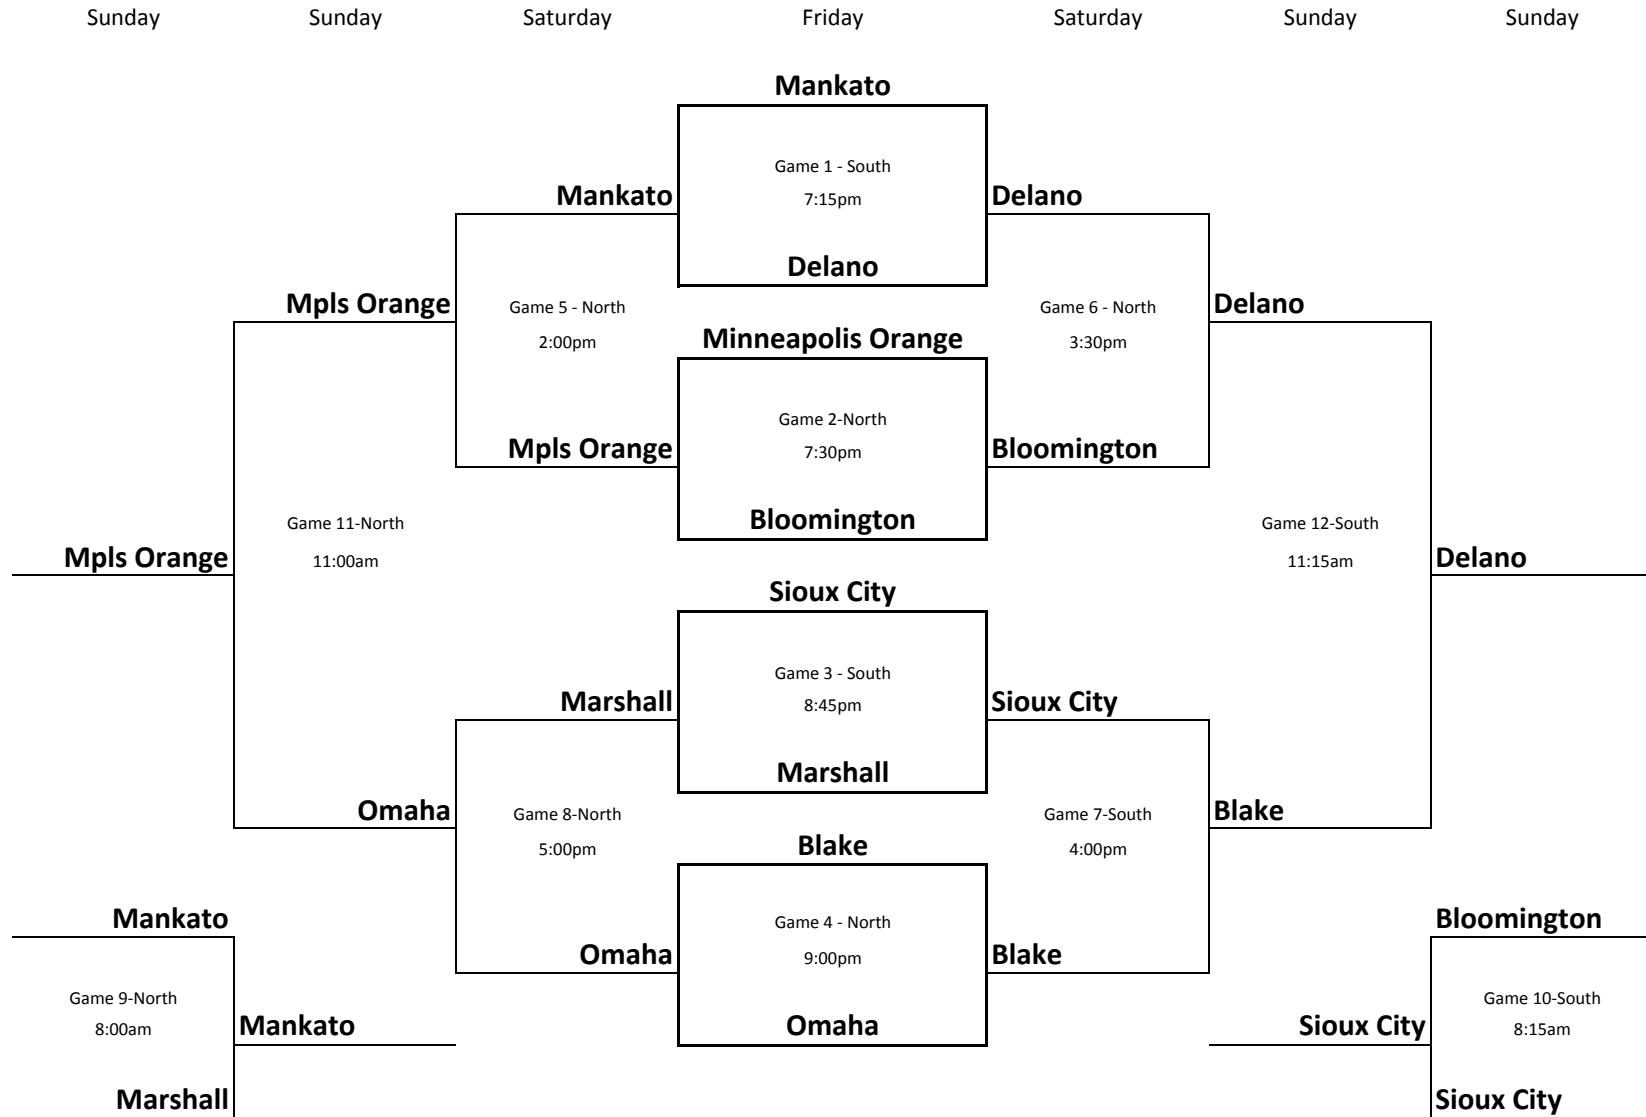 Sunday Sunday Saturday Friday Saturday Sunday Sunday
Mankato
Game 1 - South
Mankato 7:15pm Delano
Delano
Mpls Orange Game 5 - North Game 6 - North Delano
2:00pm Minneapolis Orange 3:30pm
Game 2-North
Mpls Orange 7:30pm Bloomington
Game 11-North Bloomington Game 12-South
Mpls Orange 11:00am 11:15am Delano
Sioux City
Game 3 - South
Marshall 8:45pm Sioux City
Marshall
Omaha Game 8-North Game 7-South Blake
5:00pm Blake 4:00pm
Mankato Game 4 - North Bloomington
Omaha 9:00pm Blake
Game 9-North Game 10-South
8:00am Mankato Omaha Sioux City 8:15am
Marshall Sioux City